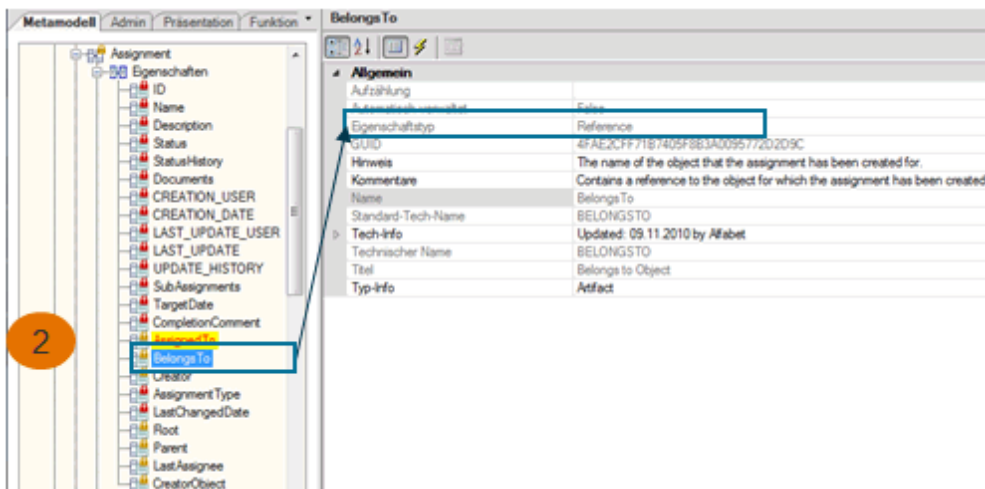 Metamodell Admin Präsentation Funktion
Assignment
Eigenschaften
ID
Name
Description
Status
StatusHistory
Documents
CREATION_USER
CREATION_DATE
LAST_UPDATE_USER
LAST_UPDATE
UPDATE_HISTORY
SubAssignments
TargetDate
CompletionComment
AssignedTo
BelongsTo
Creator
AssignmentType
LastChangedDate
Root
Parent
LastAssignee
CreatorObject
2
BelongsTo
Allgemein
Aufzählung
Automatisch verwaltet False
Eigenschaftstyp Reference
GUID 4FAE2CFF71B7405F8B3A0095772D2D9C
Hinweis The name of the object that the assignment has been created for.
Kommentare Contains a reference to the object for which the assignment has been created
Name BelongsTo
Standard-Tech-Name BELONGSTO
Tech-Info Updated: 09.11.2010 by Alfabet
Technischer Name BELONGSTO
Titel Belongs to Object
Typ-Info Artifact